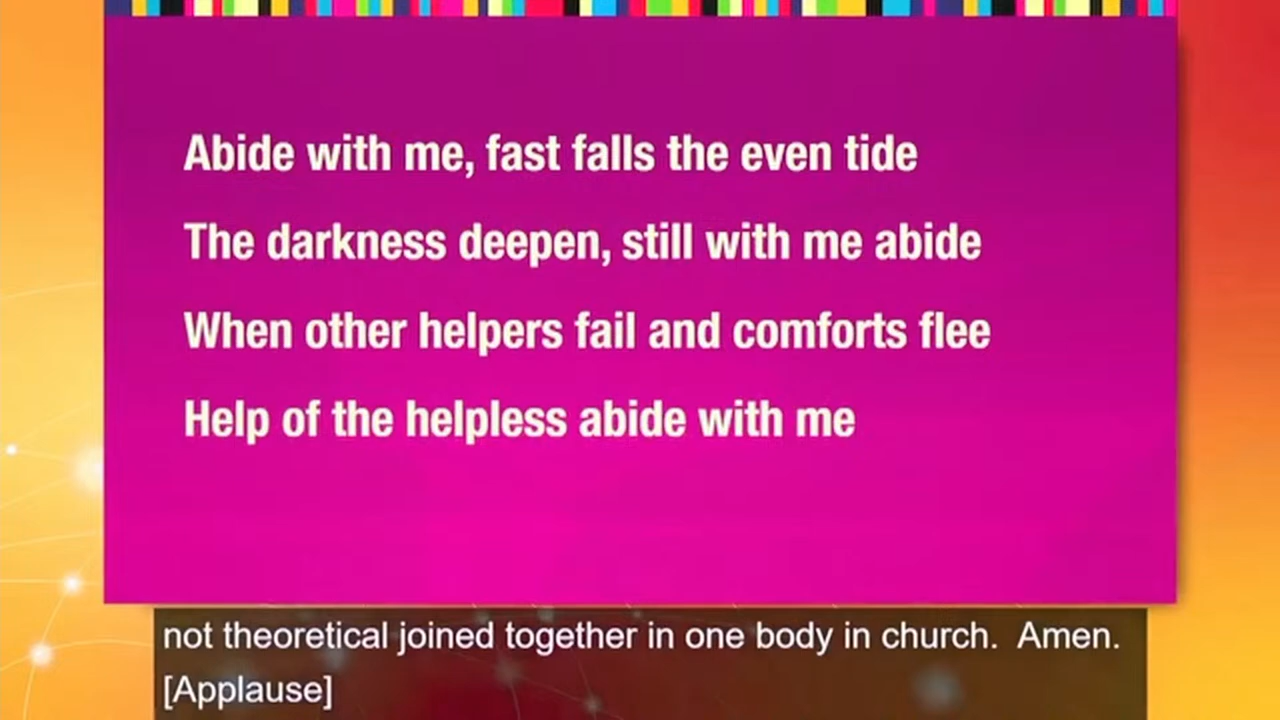 Abide with me, fast falls the even tide
The darkness deepen, still with me abide
When other helpers fail and comforts flee
Help of the helpless abide with me
not theoretical joined together in one body in church.  Amen.
[Applause]